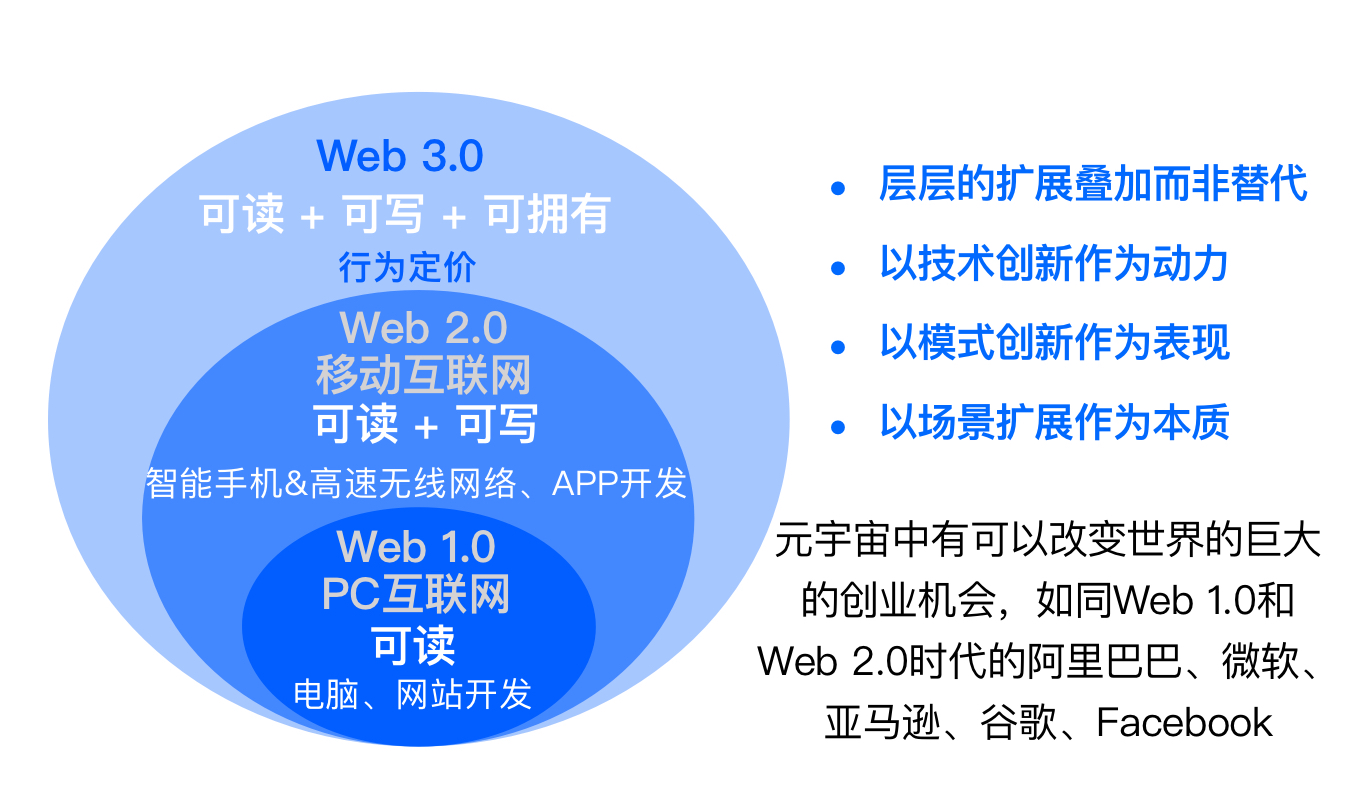 Web 3.0
可读 + 可写 + 可拥有
行为定价
Web 2.0
移动互联网
可读 + 可写
智能手机&高速无线网络、APP开发
Web 1.0
PC互联网
可读
电脑、网站开发
• 层层的扩展叠加而非替代
• 以技术创新作为动力
• 以模式创新作为表现
• 以场景扩展作为本质
元宇宙中有可以改变世界的巨大
的创业机会，如同Web 1.0和
Web 2.0时代的阿里巴巴、微软、
亚马逊、谷歌、Facebook